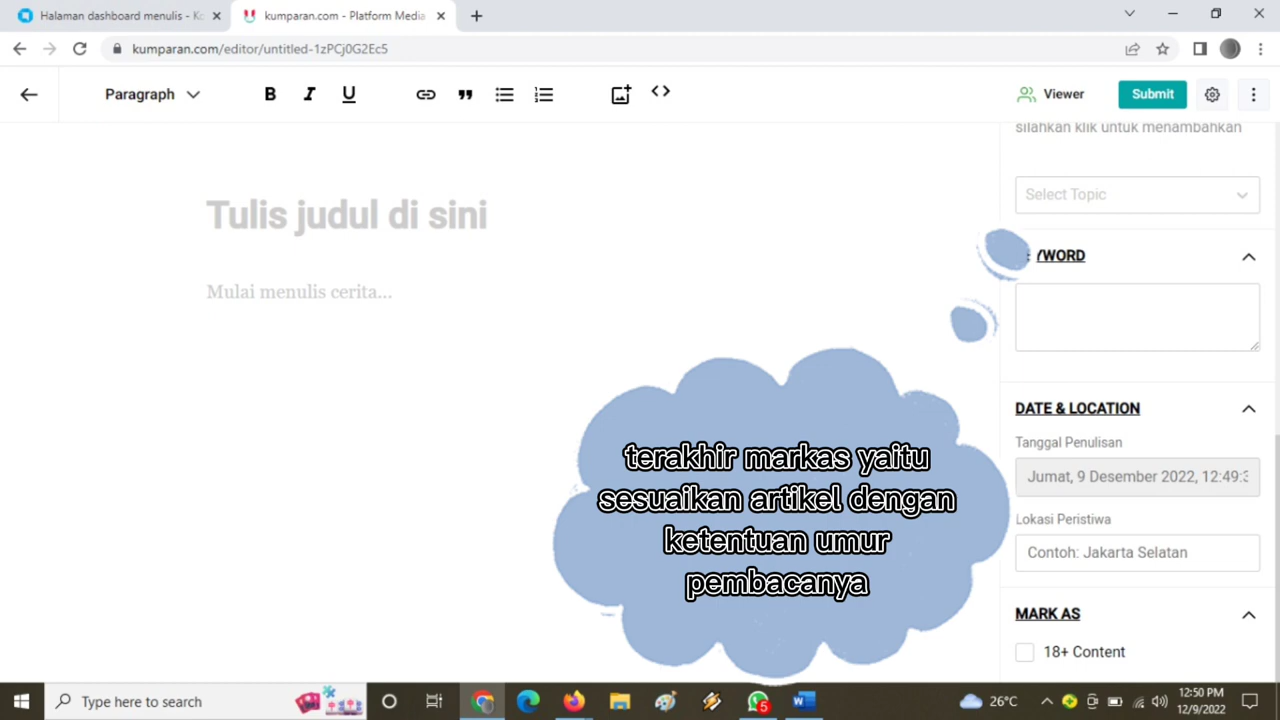 Halaman dashboard menulis - Ko
kumparan.com - Platform Media
kumparan.com/editor/untitled-1zPCj0G2Ec5
Paragraph
B I U
Viewer
Submit
silahkan klik untuk menambahkan
Select Topic
Tulis judul di sini
YWORD
Mulai menulis cerita...
DATE & LOCATION
Tanggal Penulisan
Jumat, 9 Desember 2022, 12:49:3
Lokasi Peristiwa
Contoh: Jakarta Selatan
terakhir markas yaitu
sesuaikan artikel dengan
ketentuan umur
pembacanya
MARK AS
18+ Content
Type here to search
5
26°C
12:50 PM
12/9/2022